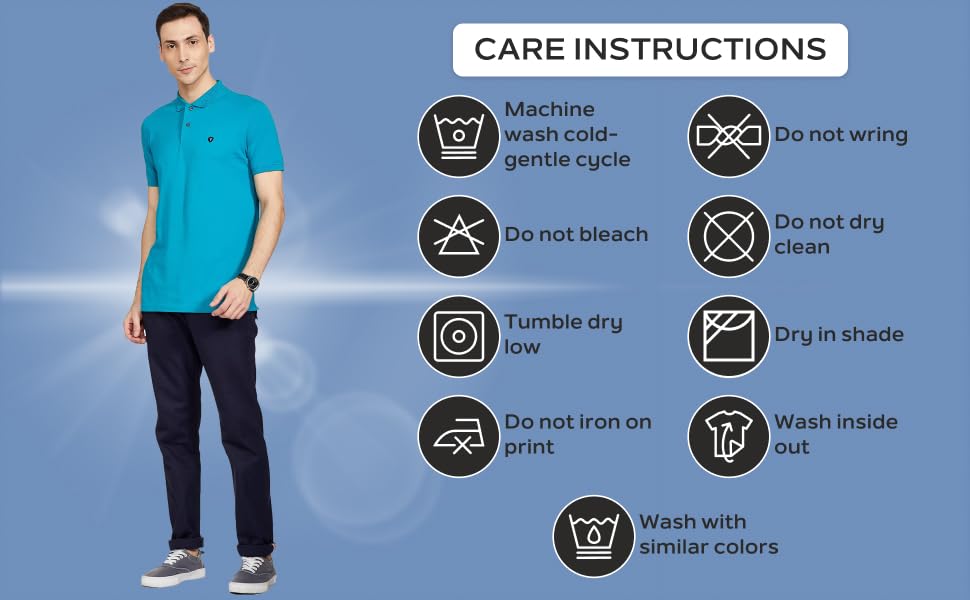 CARE INSTRUCTIONS
Machine
wash cold-
gentle cycle
Do not wring
Do not bleach
Do not dry
clean
Tumble dry
low
Dry in shade
Do not iron on
print
Wash inside
out
Wash with
similar colors